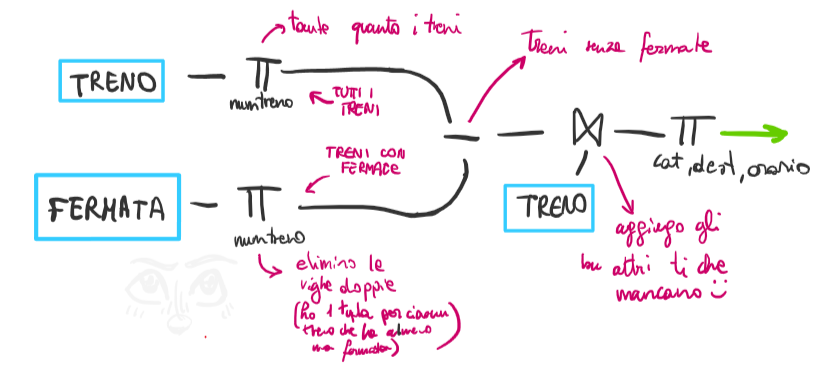 tante quanto i treni
Treni senza fermate
TRENO
π
numtreno
TUTTI I
TRENI
-
⋈
π
cat, dest, orario
TRENI CON
FERMATE
FERMATA
π
numtreno
TRENO
elimino le
righe doppie
(ho 1 tupla per ciascun
treno che ha almeno
una fermata)
aggiungo gli
attri
che
mancano